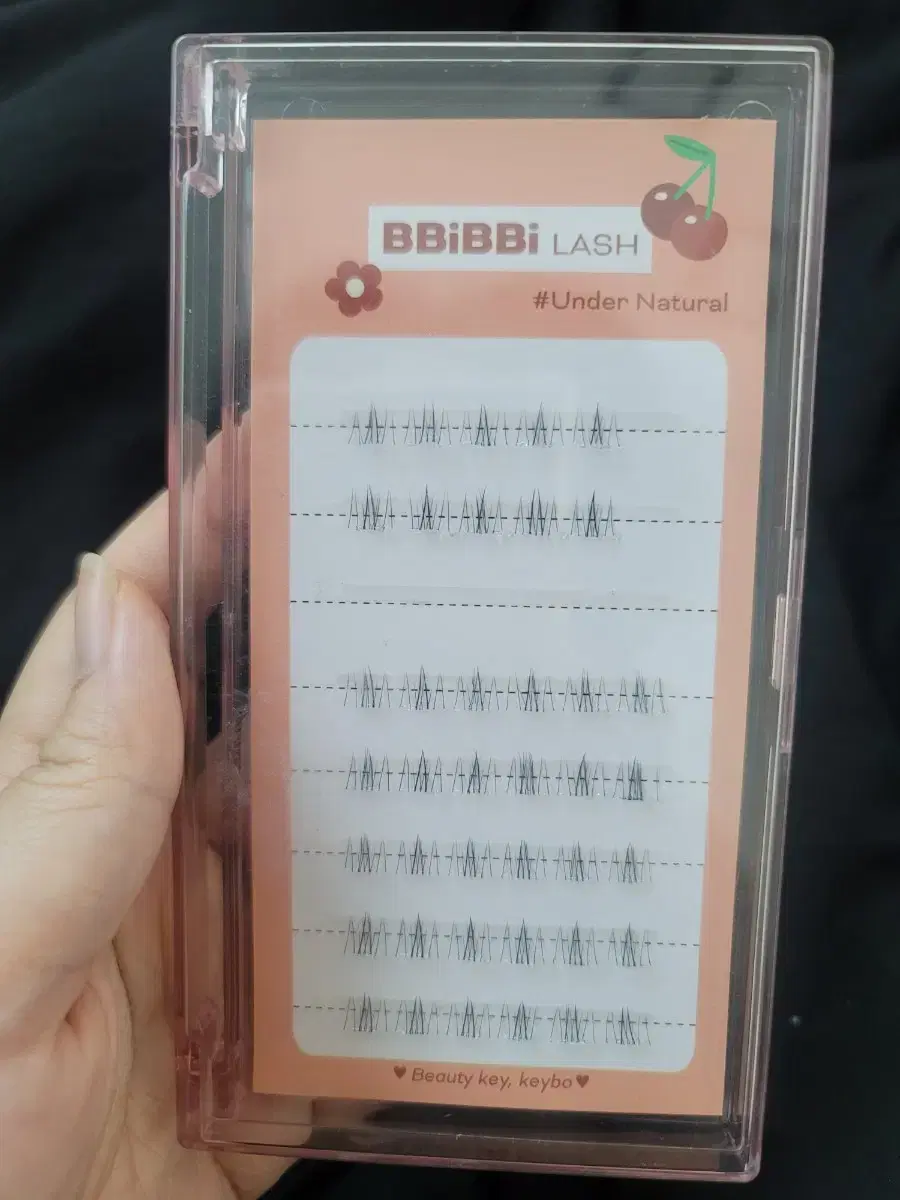 BBiBBi LASH
#Under Natural
♥ Beauty key, keybo ♥